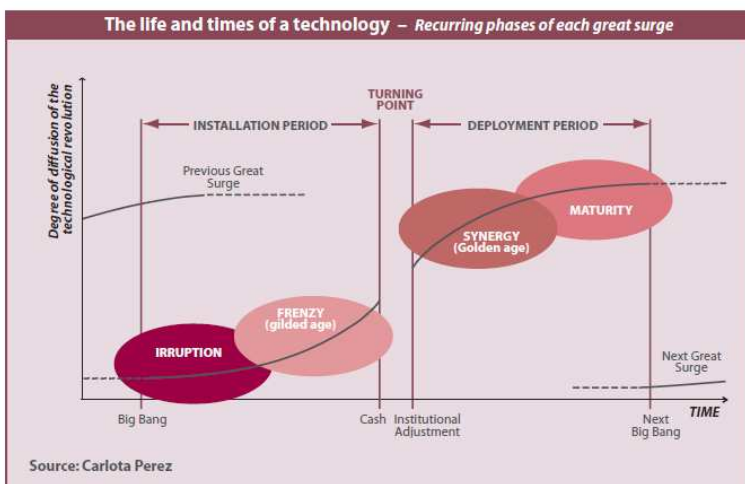 The life and times of a technology – Recurring phases of each great surge
Degree of diffusion of the
technological revolution
TURNING
POINT
INSTALLATION PERIOD
DEPLOYMENT PERIOD
Previous Great
Surge
MATURITY
SYNERGY
(Golden age)
FRENZY
(gilded age)
IRRUPTION
Next Great
Surge
TIME
Big Bang
Cash
Institutional
Adjustment
Next
Big Bang
Source: Carlota Perez